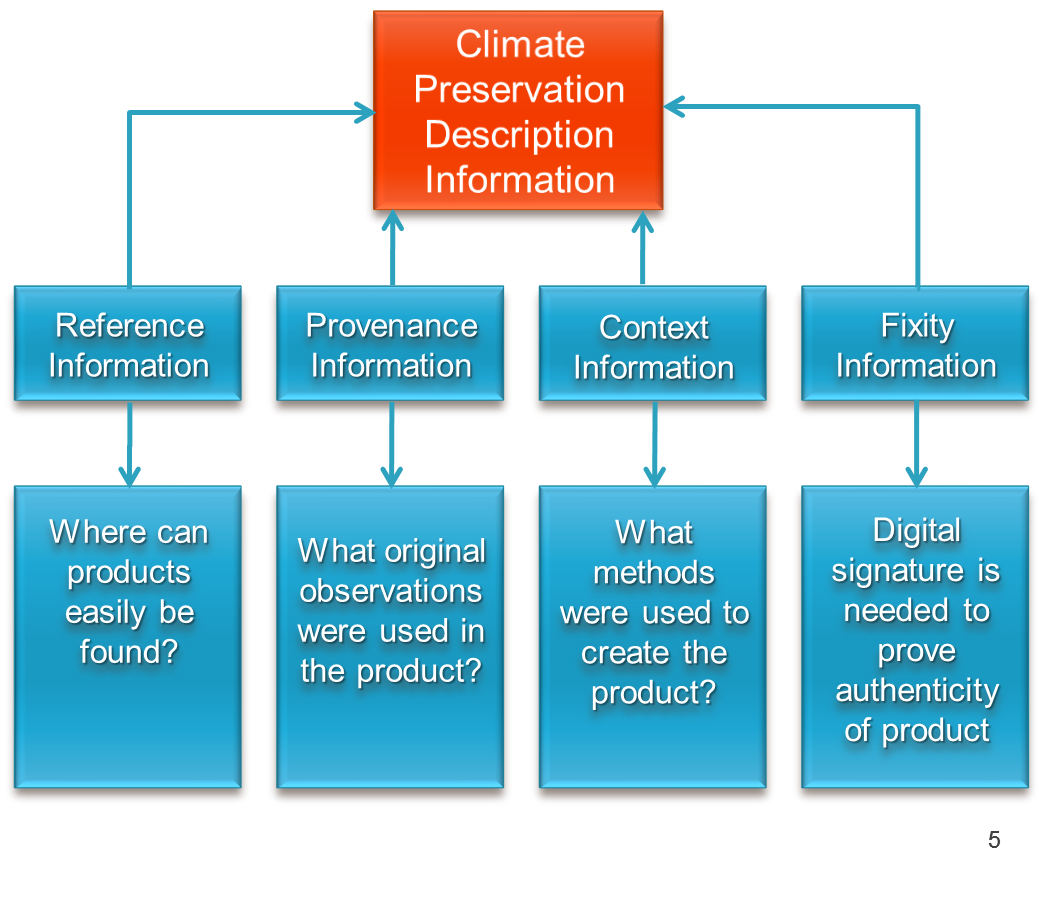 Climate
Preservation
Description
Information
Reference
Information
Provenance
Information
Context
Information
Fixity
Information
Where can
products
easily be
found?
What original
observations
were used in
the product?
What
methods
were used to
create the
product?
Digital
signature is
needed to
prove
authenticity
of product
5